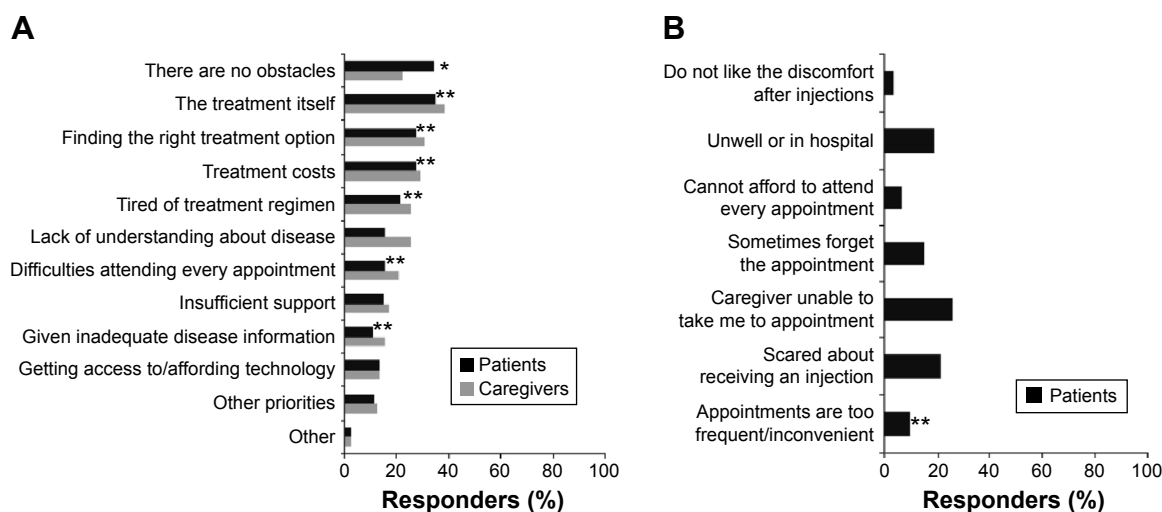 A
There are no obstacles
*
The treatment itself
**
Finding the right treatment option
**
Treatment costs
**
Tired of treatment regimen
**
Lack of understanding about disease
Difficulties attending every appointment
**
Insufficient support
Given inadequate disease information
**
Getting access to/affording technology
Other priorities
Other
Patients
Caregivers
0 20 40 60 80 100
Responders (%)
B
Do not like the discomfort
after injections
Unwell or in hospital
Cannot afford to attend
every appointment
Sometimes forget
the appointment
Caregiver unable to
take me to appointment
Scared about
receiving an injection
Appointments are too
frequent/inconvenient
**
Patients
0 20 40 60 80 100
Responders (%)